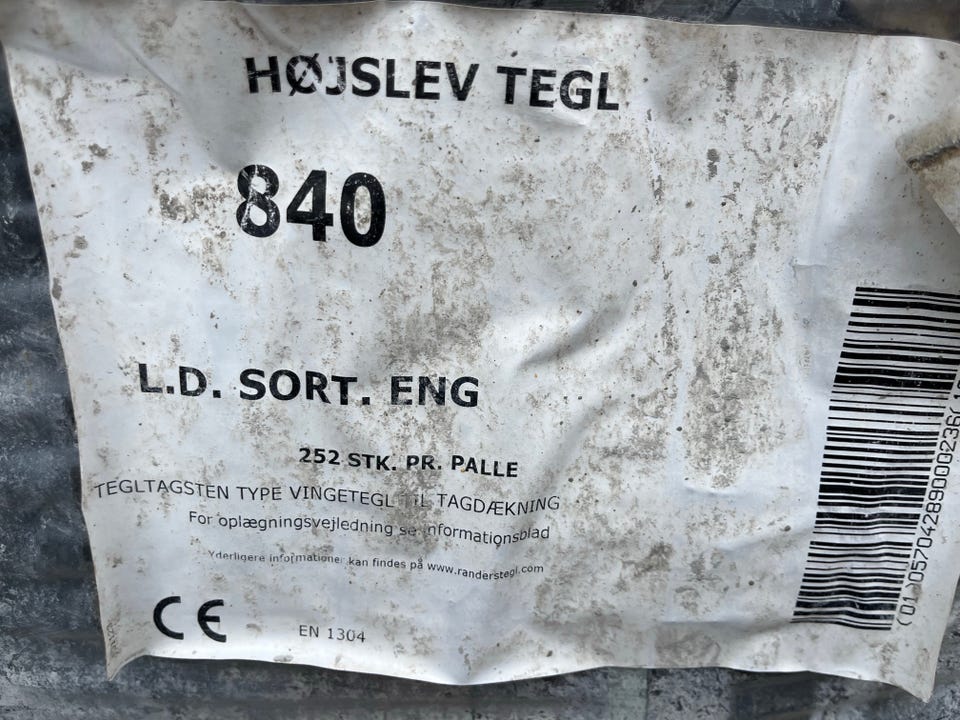 HØJSLEV TEGL
840
L.D. SORT. ENG
252 STK. PR. PALLE
TEGLTAGSTEN TYPE VINGETEGL TIL TAGDÆKNING
For oplægningsvejledning se informationsblad
Yderligere informationer kan findes på www.randerstegl.com
CE
EN 1304